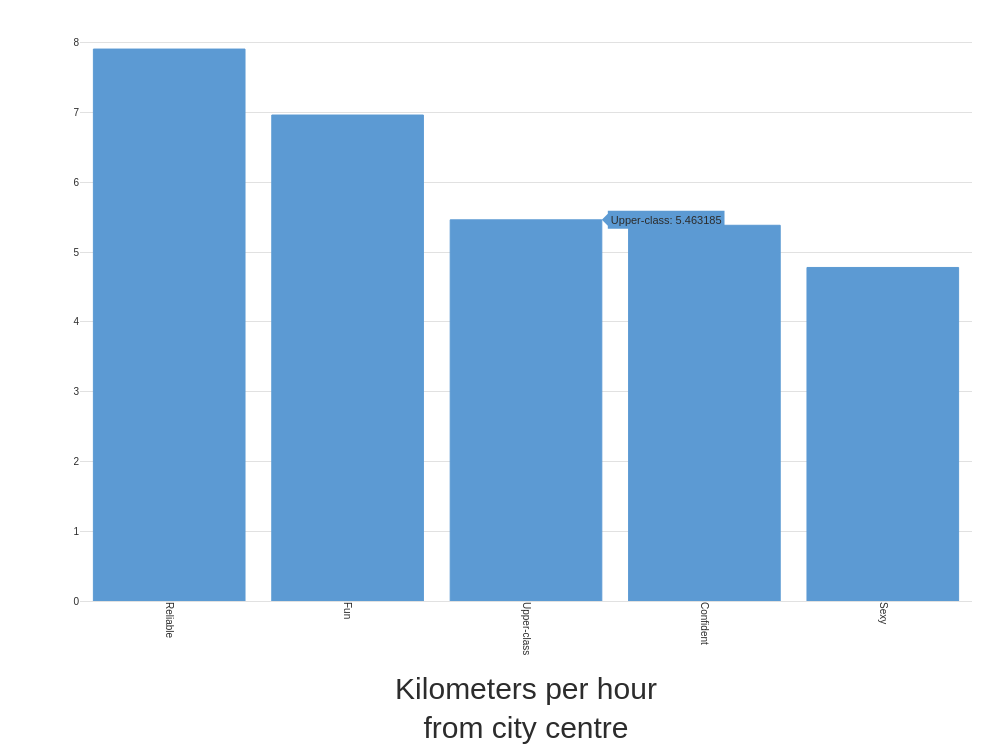 8
7
6
5
4
3
2
1
0
Upper-class: 5.463185
Reliable
Fun
Upper-class
Confident
Sexy
Kilometers per hour
from city centre